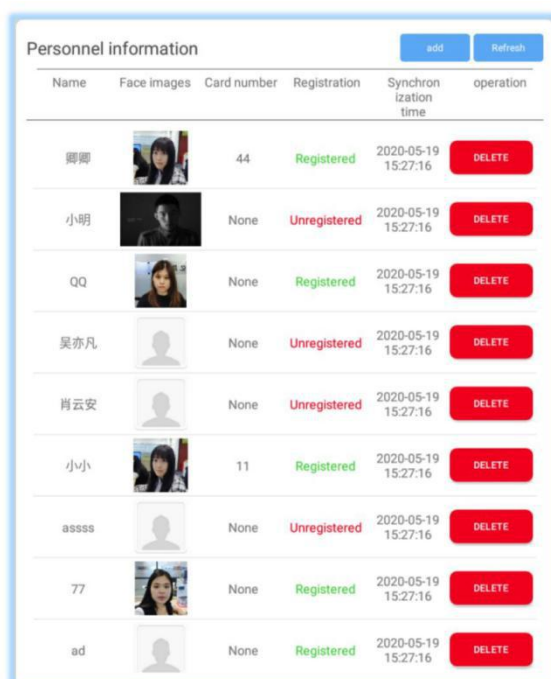 Personnel information add Refresh
Name Face images Card number Registration Synchron operation
ization
time
卿卿 44 Registered 2020-05-19 DELETE
15:27:16
小明 None Unregistered 2020-05-19 DELETE
15:27:16
QQ None Registered 2020-05-19 DELETE
15:27:16
吴亦凡 None Unregistered 2020-05-19 DELETE
15:27:16
肖云安 None Unregistered 2020-05-19 DELETE
15:27:16
小小 11 Registered 2020-05-19 DELETE
15:27:16
assss None Unregistered 2020-05-19 DELETE
15:27:16
77 None Registered 2020-05-19 DELETE
15:27:16
ad None Registered 2020-05-19 DELETE
15:27:16